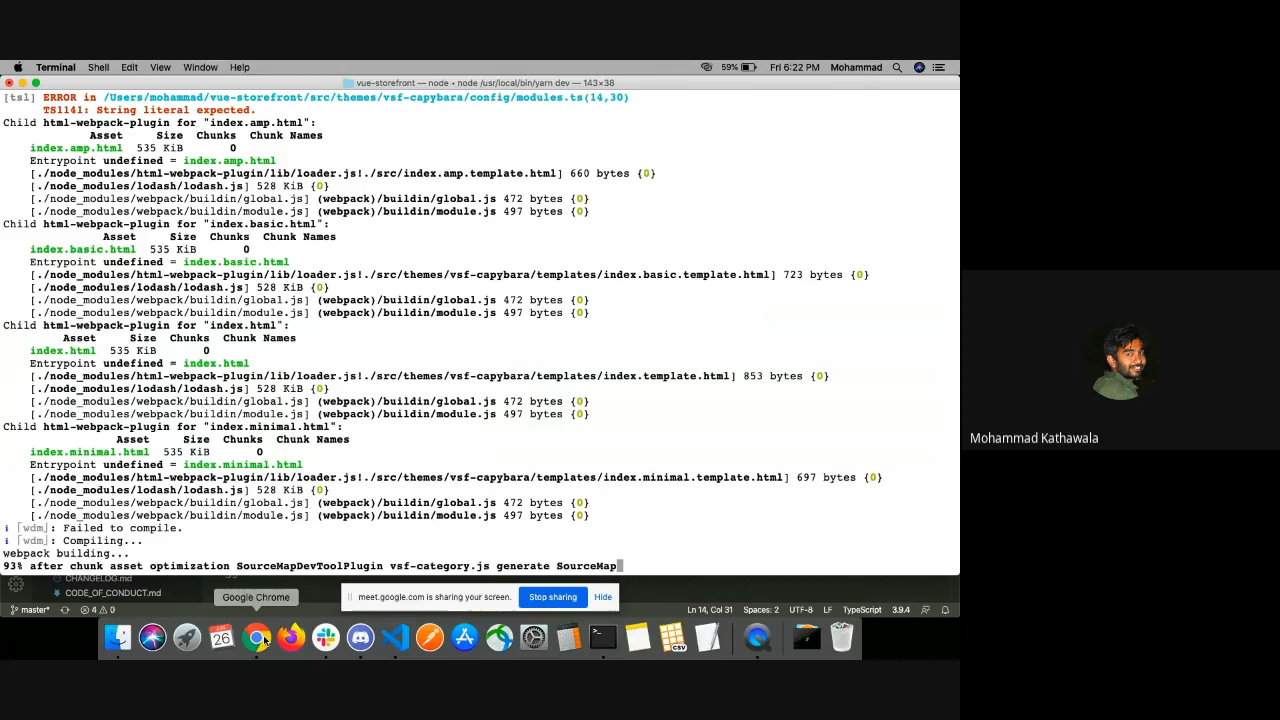 Terminal Shell Edit View Window Help 59% Fri 6:22 PM Mohammad
vue-storefront — node • node /usr/local/bin/yarn dev — 143×38
[tsl] ERROR in /Users/mohammad/vue-storefront/src/themes/vsf-capybara/config/modules.ts(14,30)
TS1141: String literal expected.
Child html-webpack-plugin for "index.amp.html":
Asset Size Chunks Chunk Names
index.amp.html 535 KiB 0
Entrypoint undefined = index.amp.html
[./node_modules/html-webpack-plugin/lib/loader.js!./src/index.amp.template.html] 660 bytes {0}
[./node_modules/lodash/lodash.js] 528 KiB {0}
[./node_modules/webpack/buildin/global.js] (webpack)/buildin/global.js 472 bytes {0}
[./node_modules/webpack/buildin/module.js] (webpack)/buildin/module.js 497 bytes {0}
Child html-webpack-plugin for "index.basic.html":
Asset Size Chunks Chunk Names
index.basic.html 535 KiB 0
Entrypoint undefined = index.basic.html
[./node_modules/html-webpack-plugin/lib/loader.js!./src/themes/vsf-capybara/templates/index.basic.template.html] 723 bytes {0}
[./node_modules/lodash/lodash.js] 528 KiB {0}
[./node_modules/webpack/buildin/global.js] (webpack)/buildin/global.js 472 bytes {0}
[./node_modules/webpack/buildin/module.js] (webpack)/buildin/module.js 497 bytes {0}
Child html-webpack-plugin for "index.html":
Asset Size Chunks Chunk Names
index.html 535 KiB 0
Entrypoint undefined = index.html
[./node_modules/html-webpack-plugin/lib/loader.js!./src/themes/vsf-capybara/templates/index.template.html] 853 bytes {0}
[./node_modules/lodash/lodash.js] 528 KiB {0}
[./node_modules/webpack/buildin/global.js] (webpack)/buildin/global.js 472 bytes {0}
[./node_modules/webpack/buildin/module.js] (webpack)/buildin/module.js 497 bytes {0}
Child html-webpack-plugin for "index.minimal.html":
Asset Size Chunks Chunk Names
index.minimal.html 535 KiB 0
Entrypoint undefined = index.minimal.html
[./node_modules/html-webpack-plugin/lib/loader.js!./src/themes/vsf-capybara/templates/index.minimal.template.html] 697 bytes {0}
[./node_modules/lodash/lodash.js] 528 KiB {0}
[./node_modules/webpack/buildin/global.js] (webpack)/buildin/global.js 472 bytes {0}
[./node_modules/webpack/buildin/module.js] (webpack)/buildin/module.js 497 bytes {0}
i ｢wdm｣: Failed to compile.
i ｢wdm｣: Compiling...
webpack building...
93% after chunk asset optimization SourceMapDevToolPlugin vsf-category.js generate SourceMap
CHANGELOG.md
CODE_OF_CONDUCT.md
Google Chrome
meet.google.com is sharing your screen. Stop sharing Hide
master* 4 0 Ln 14, Col 31 Spaces: 2 UTF-8 LF TypeScript 3.9.4
JUN
26
CSV
Mohammad Kathawala